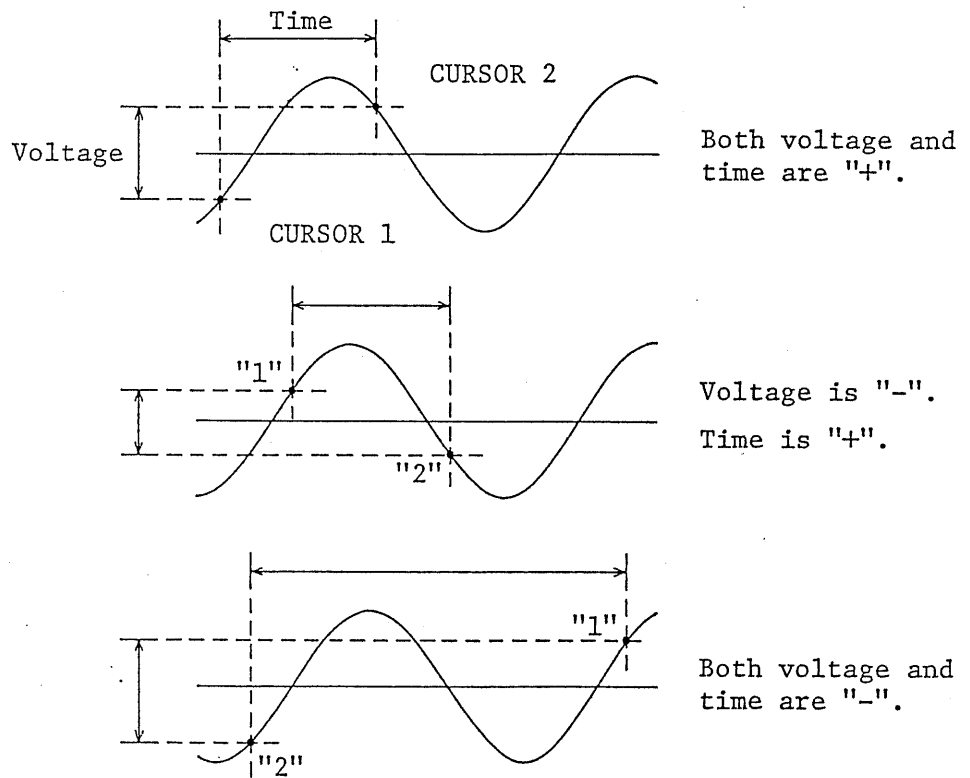 Time
CURSOR 2
Voltage
Both voltage and
time are "+".
CURSOR 1
"1"
Voltage is "-".
Time is "+".
"2"
"1"
Both voltage and
time are "-".
"2"